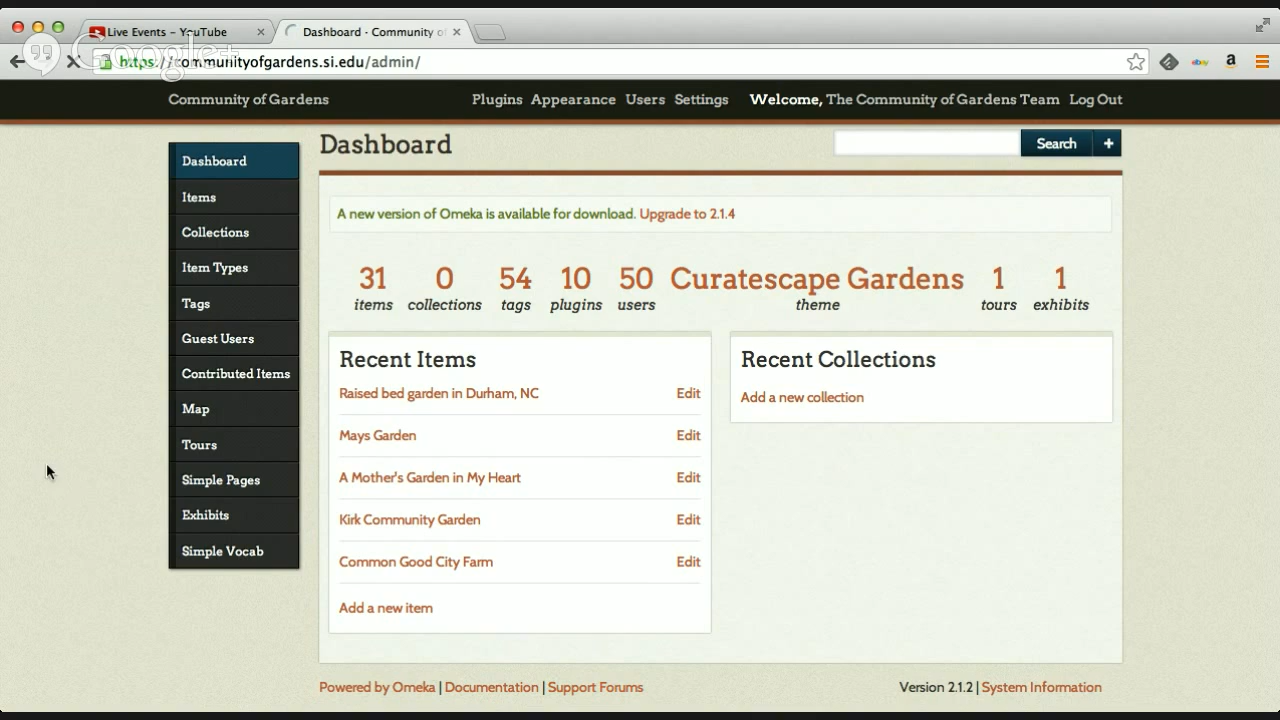 Live Events - YouTube
Dashboard · Community of
Google+
https://communityofgardens.si.edu/admin/
ebay
a
Community of Gardens
Plugins Appearance Users Settings Welcome, The Community of Gardens Team Log Out
Dashboard
Search +
Dashboard
Items
Collections
Item Types
Tags
Guest Users
Contributed Items
Map
Tours
Simple Pages
Exhibits
Simple Vocab
A new version of Omeka is available for download. Upgrade to 2.1.4
31 0 54 10 50 Curatescape Gardens 1 1
items collections tags plugins users theme tours exhibits
Recent Items
Raised bed garden in Durham, NC Edit
Mays Garden Edit
A Mother's Garden in My Heart Edit
Kirk Community Garden Edit
Common Good City Farm Edit
Add a new item
Recent Collections
Add a new collection
Powered by Omeka | Documentation | Support Forums
Version 2.1.2 | System Information